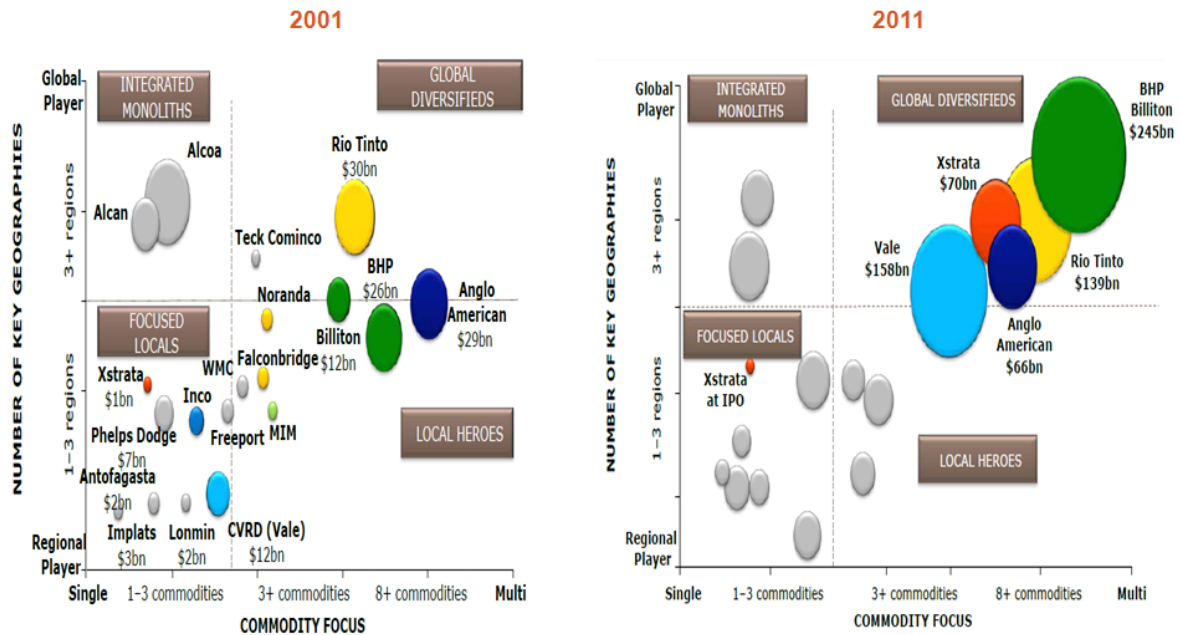 2001
Global
Player
INTEGRATED
MONOLITHS
GLOBAL
DIVERSIFIEDS
Alcoa
Alcan
Rio Tinto
$30bn
Teck Cominco
BHP
$26bn
Noranda
Billiton
$12bn
Anglo
American
$29bn
FOCUSED
LOCALS
WMC
Falconbridge
Xstrata
$1bn
Inco
Freeport
MIM
Phelps Dodge
$7bn
LOCAL HEROES
Antofagasta
$2bn
Implats
$3bn
Lonmin
$2bn
CVRD (Vale)
$12bn
Regional
Player
NUMBER OF KEY GEOGRAPHIES
3+ regions
1–3 regions
Single
1–3 commodities
3+ commodities
8+ commodities
Multi
COMMODITY FOCUS
2011
Global
Player
INTEGRATED
MONOLITHS
GLOBAL DIVERSIFIEDS
BHP
Billiton
$245bn
Xstrata
$70bn
Vale
$158bn
Rio Tinto
$139bn
Anglo
American
$66bn
FOCUSED LOCALS
Xstrata
at IPO
LOCAL HEROES
Regional
Player
NUMBER OF KEY GEOGRAPHIES
3+ regions
1–3 regions
Single
1–3 commodities
3+ commodities
8+ commodities
Multi
COMMODITY FOCUS